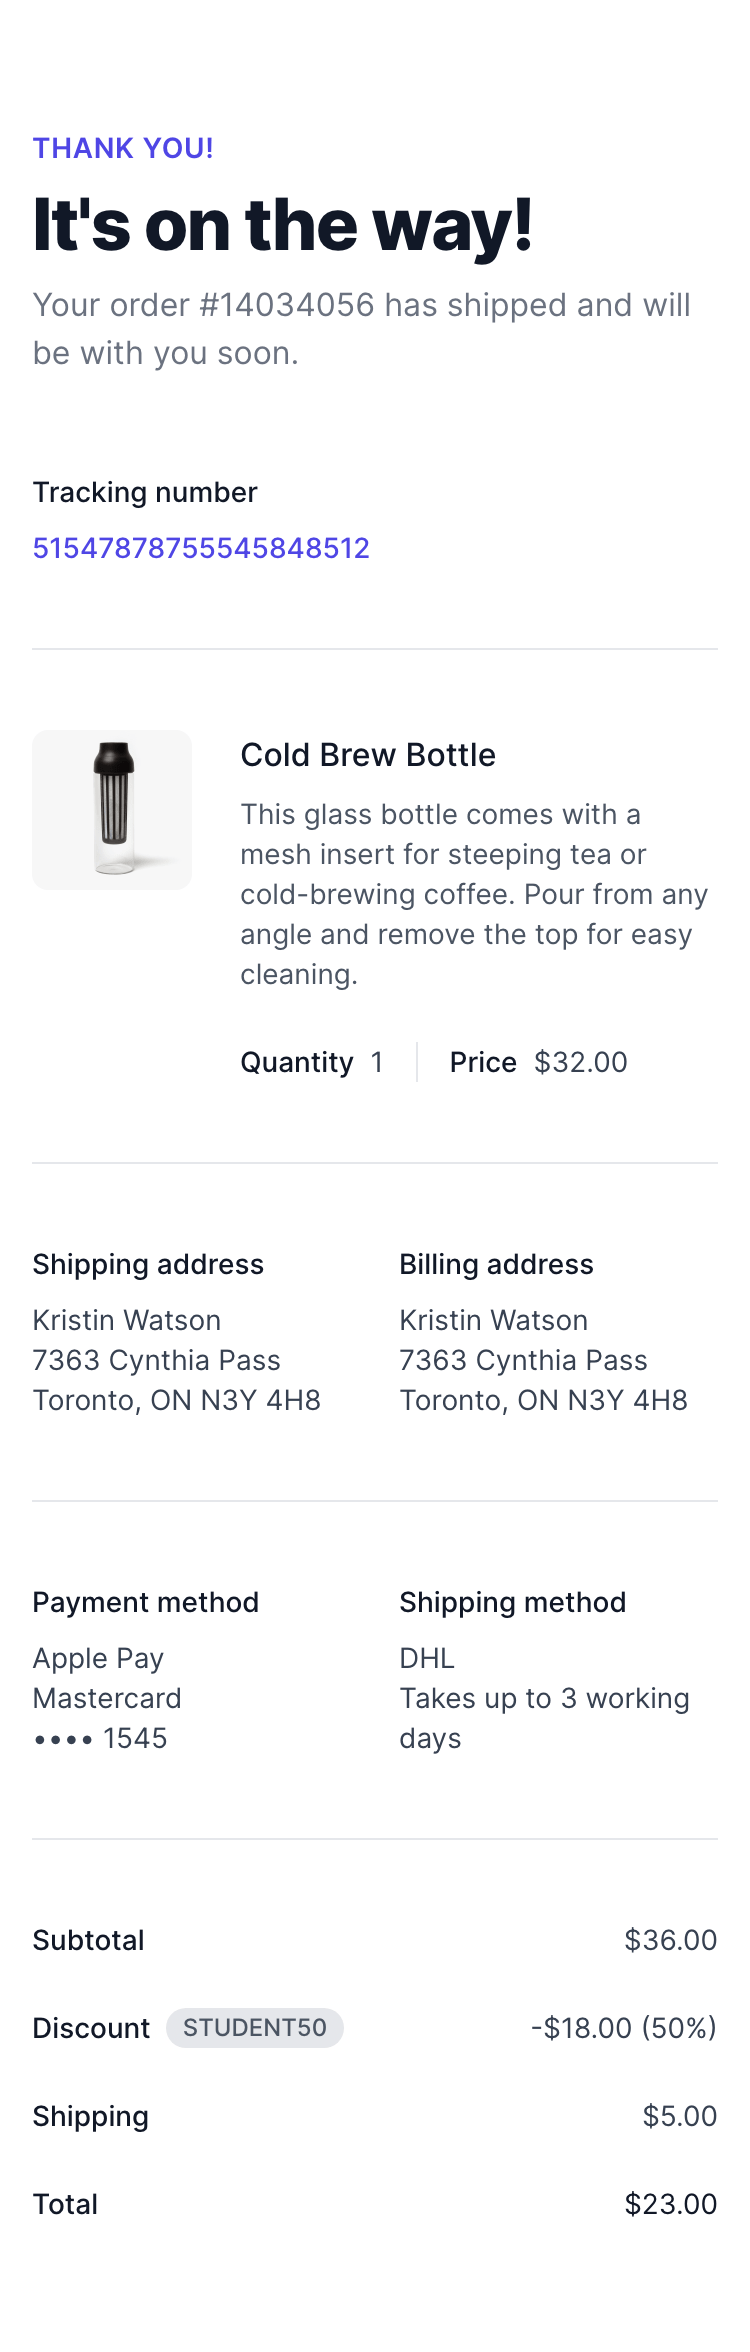 THANK YOU!
It's on the way!
Your order #14034056 has shipped and will
be with you soon.
Tracking number
51547878755545848512
Cold Brew Bottle
This glass bottle comes with a
mesh insert for steeping tea or
cold-brewing coffee. Pour from any
angle and remove the top for easy
cleaning.
Quantity 1 Price $32.00
Shipping address
Kristin Watson
7363 Cynthia Pass
Toronto, ON N3Y 4H8
Billing address
Kristin Watson
7363 Cynthia Pass
Toronto, ON N3Y 4H8
Payment method
Apple Pay
Mastercard
•••• 1545
Shipping method
DHL
Takes up to 3 working
days
Subtotal $36.00
Discount STUDENT50 -$18.00 (50%)
Shipping $5.00
Total $23.00